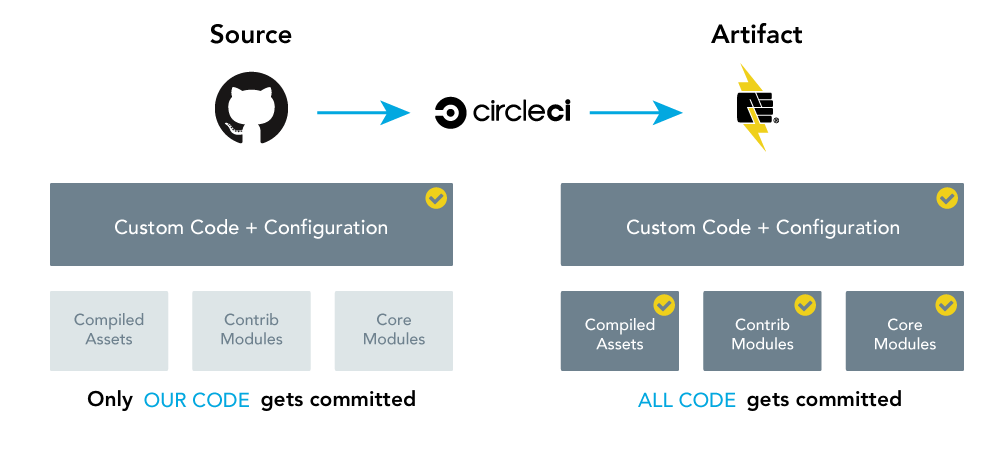 Source
Artifact
circleci
®
Custom Code + Configuration
Custom Code + Configuration
Compiled
Assets
Contrib
Modules
Core
Modules
Compiled
Assets
Contrib
Modules
Core
Modules
Only OUR CODE gets committed
ALL CODE gets committed